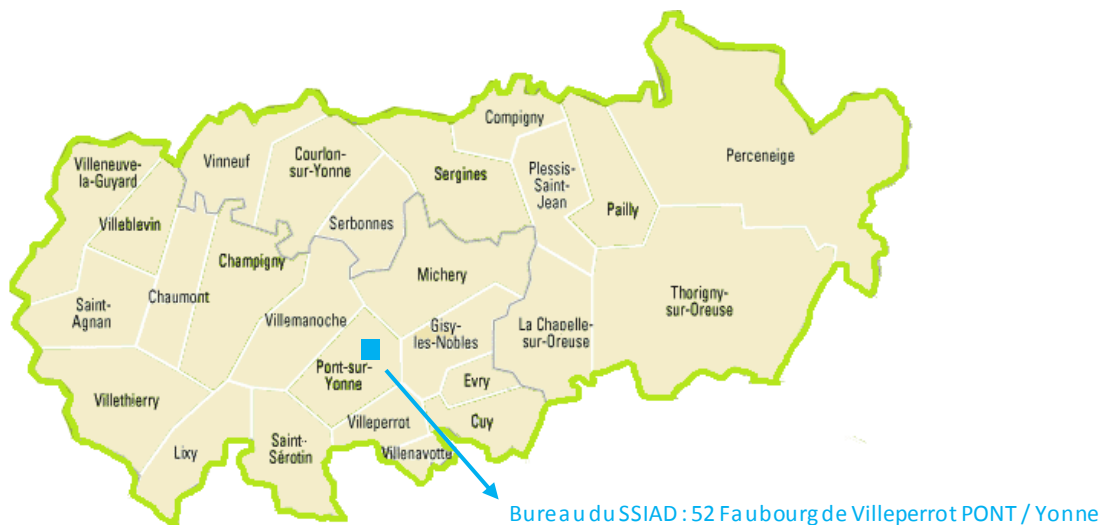 Compigny
Villeneuve-
la-Guyard
Vinneuf
Courlon-
sur-Yonne
Sergines
Plessis-
Saint-
Jean
Perceneige
Pailly
Villeblevin
Serbonnes
Champigny
Michery
Chaumont
Saint-
Agnan
Villemanoche
Gisy-
les-Nobles
La Chapelle-
sur-Oreuse
Thorigny-
sur-Oreuse
Pont-sur-
Yonne
Evry
Villethierry
Villeperrot
Cuy
Lixy
Saint-
Sérotin
Villenavotte
Bureau du SSIAD : 52 Faubourg de Villeperrot PONT / Yonne